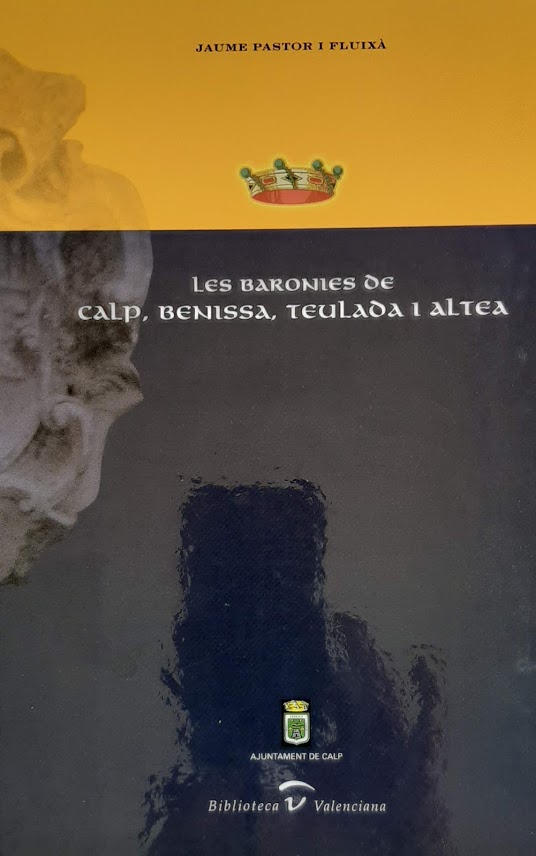 JAUME PASTOR I FLUIXÀ
LES BARONIES DE
CALP, BENISSA, TEULADA I ALTEA
AJUNTAMENT DE CALP
Biblioteca Valenciana